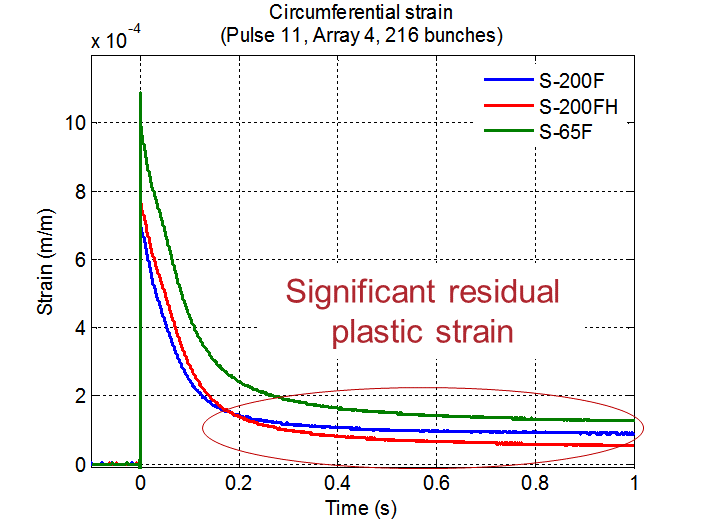 Circumferential strain
(Pulse 11, Array 4, 216 bunches)
x 10^-4
S-200F
S-200FH
S-65F
10
8
6
4
2
0
Strain (m/m)
Significant residual
plastic strain
0 0.2 0.4 0.6 0.8 1
Time (s)